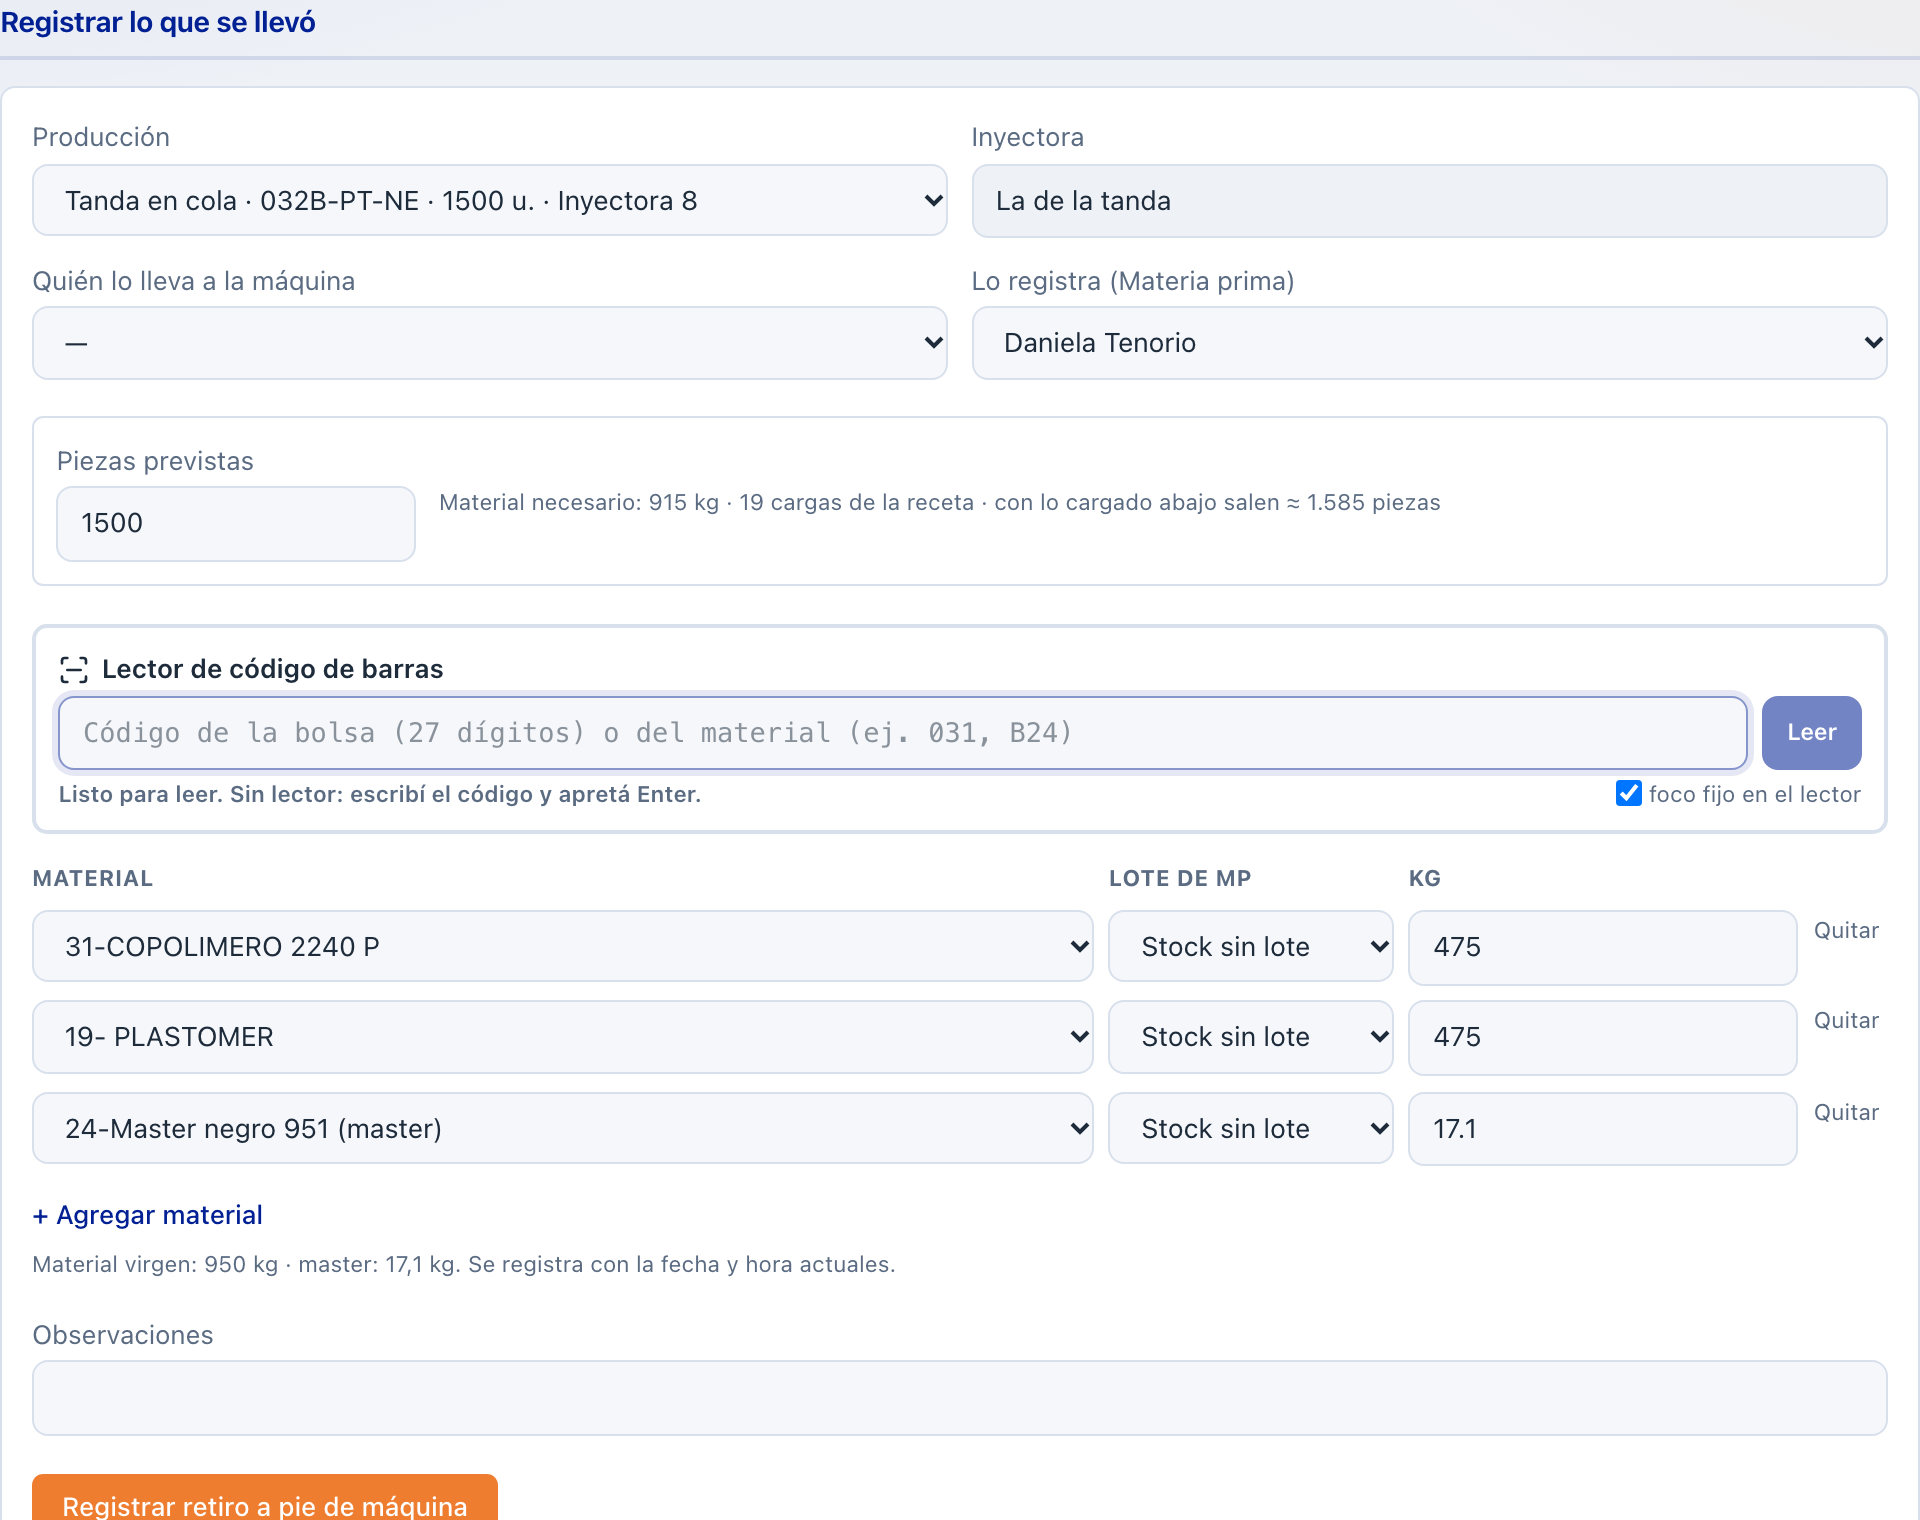 Registrar lo que se llevó
Producción
Inyectora
Tanda en cola · 032B-PT-NE · 1500 u. · Inyectora 8
La de la tanda
Quién lo lleva a la máquina
Lo registra (Materia prima)
—
Daniela Tenorio
Piezas previstas
1500
Material necesario: 915 kg · 19 cargas de la receta · con lo cargado abajo salen ≈ 1.585 piezas
Lector de código de barras
Código de la bolsa (27 dígitos) o del material (ej. 031, B24)
Leer
Listo para leer. Sin lector: escribí el código y apretá Enter.
foco fijo en el lector
MATERIAL LOTE DE MP KG
31-COPOLIMERO 2240 P Stock sin lote 475 Quitar
19- PLASTOMER Stock sin lote 475 Quitar
24-Master negro 951 (master) Stock sin lote 17.1 Quitar
+ Agregar material
Material virgen: 950 kg · master: 17,1 kg. Se registra con la fecha y hora actuales.
Observaciones
Registrar retiro a pie de máquina